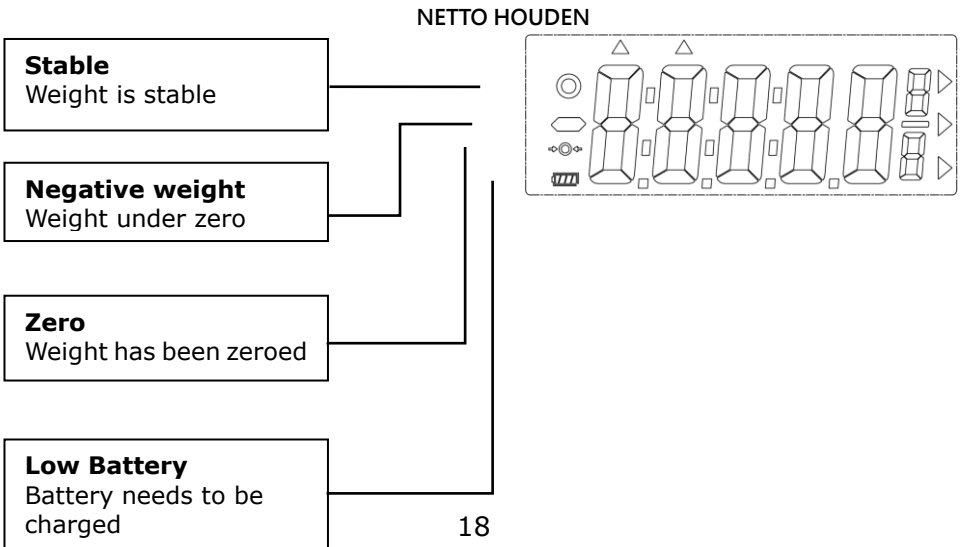 NETTO HOUDEN
Stable
Weight is stable
Negative weight
Weight under zero
Zero
Weight has been zeroed
Low Battery
Battery needs to be
charged
18